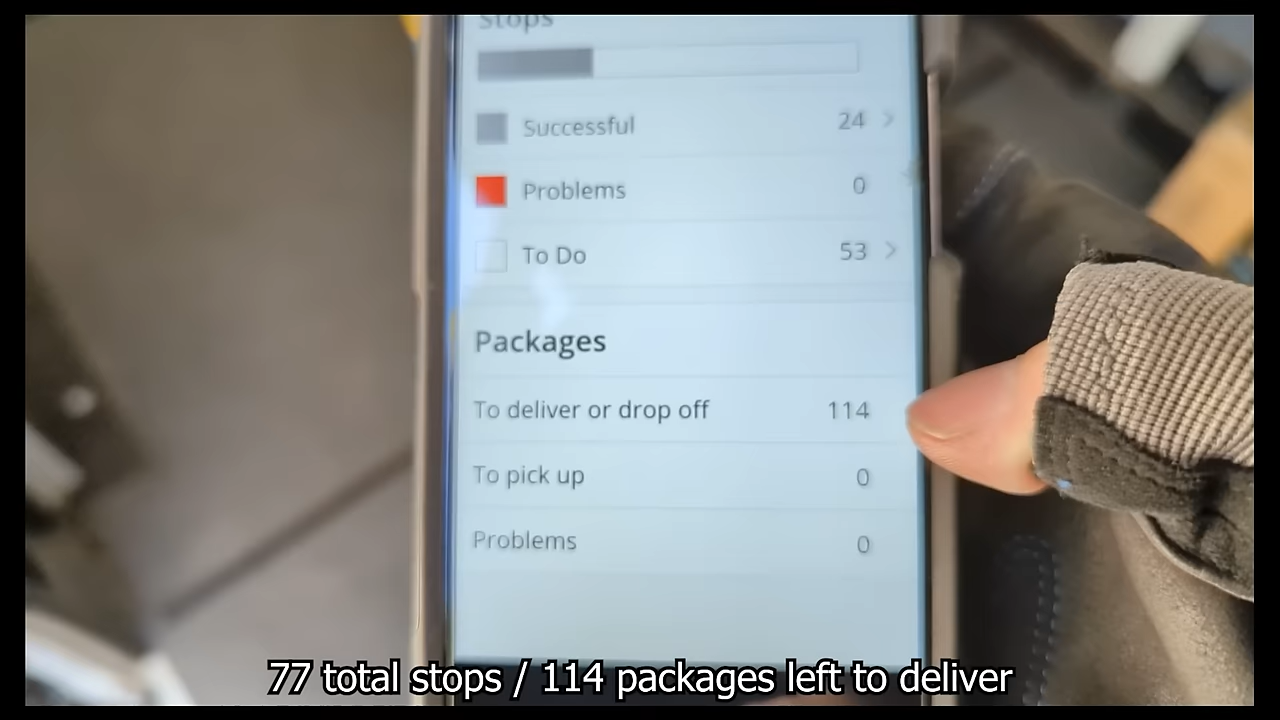 Stops
Successful 24 >
Problems 0
To Do 53 >
Packages
To deliver or drop off 114
To pick up 0
Problems 0
77 total stops / 114 packages left to deliver